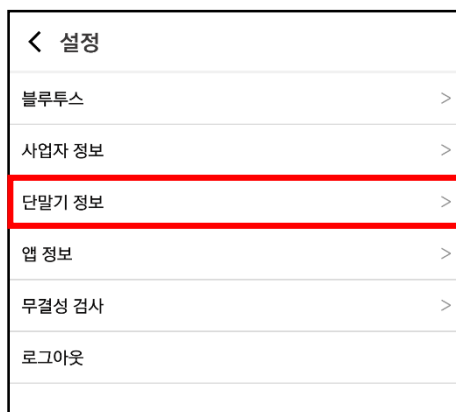 설정
블루투스
사업자 정보
단말기 정보
앱 정보
무결성 검사
로그아웃